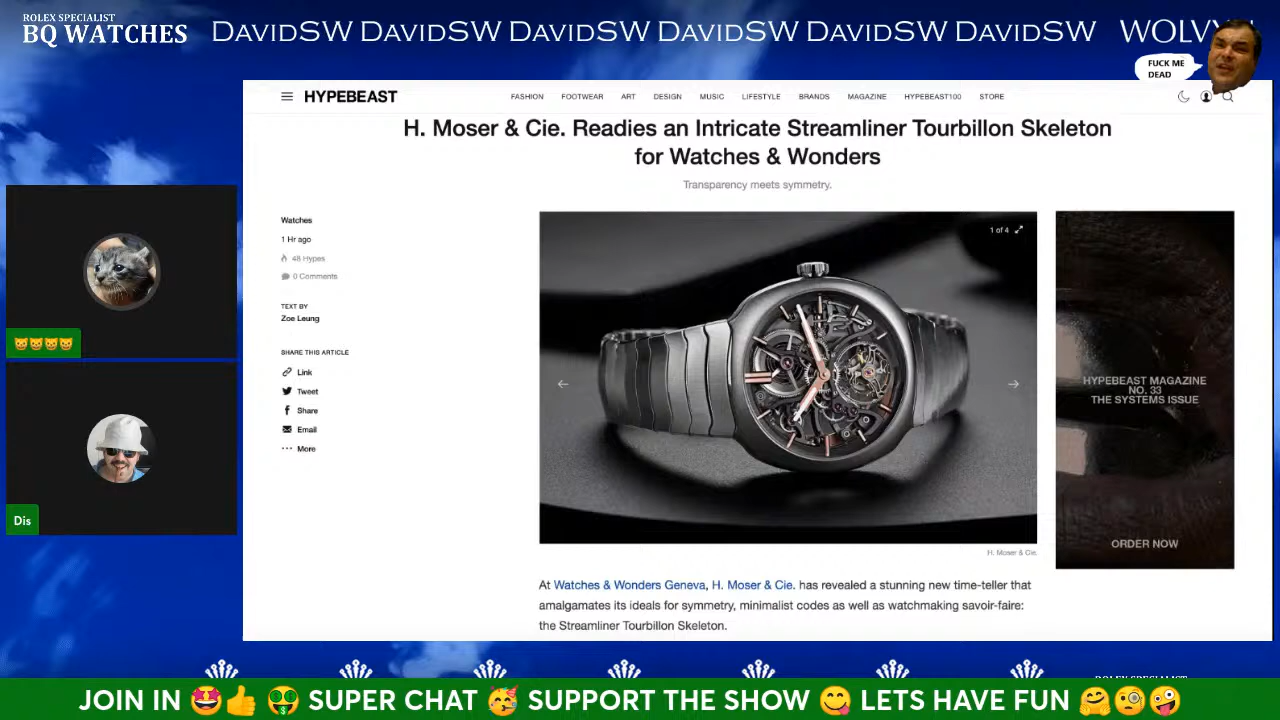 ROLEX SPECIALIST
BQ WATCHES
DAVIDSW DAVIDSW DAVIDSW DAVIDSW DAVIDSW DAVIDSW
FUCK ME
DEAD
HYPEBEAST
FASHION FOOTWEAR ART DESIGN MUSIC LIFESTYLE BRANDS MAGAZINE HYPEBEAST100 STORE
H. Moser & Cie. Readies an Intricate Streamliner Tourbillon Skeleton
for Watches & Wonders
Transparency meets symmetry.
Watches
1 Hr ago
48 Hypes
0 Comments
TEXT BY
Zoe Leung
SHARE THIS ARTICLE
Link
Tweet
Share
Email
More
1 of 4
H. Moser & Cie.
HYPEBEAST MAGAZINE
NO. 33
THE SYSTEMS ISSUE
ORDER NOW
At Watches & Wonders Geneva, H. Moser & Cie. has revealed a stunning new time-teller that
amalgamates its ideals for symmetry, minimalist codes as well as watchmaking savoir-faire:
the Streamliner Tourbillon Skeleton.
Dis
JOIN IN 🤩👍 🤑 SUPER CHAT 🥳 SUPPORT THE SHOW 😋 LETS HAVE FUN 🤗🧐🤪